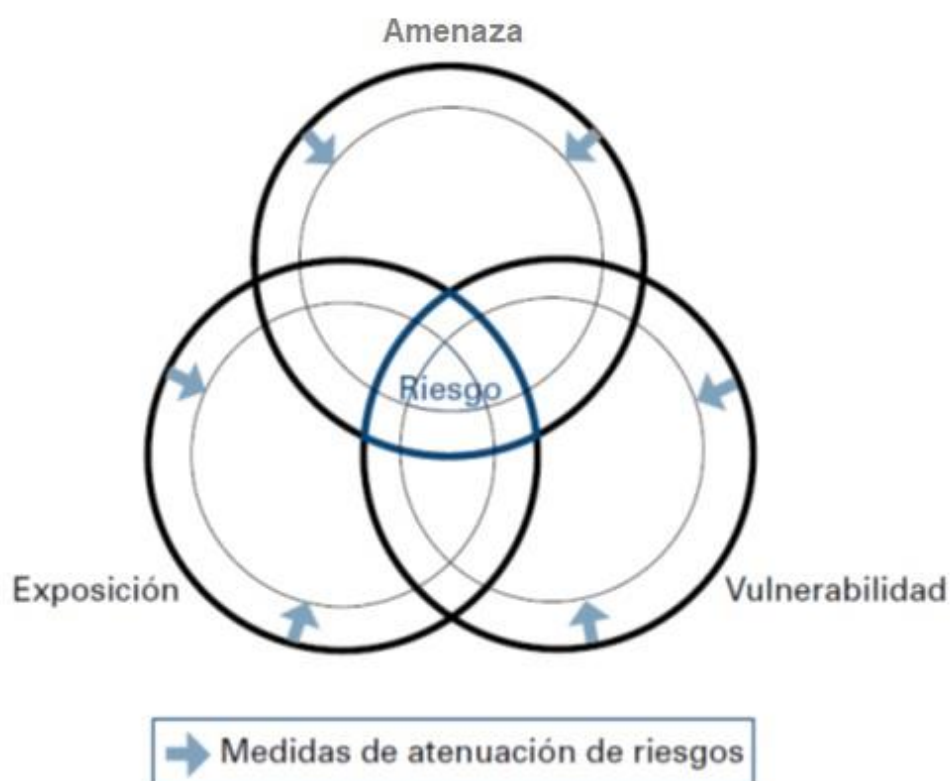 Amenaza
Riesgo
Exposición
Vulnerabilidad
Medidas de atenuación de riesgos